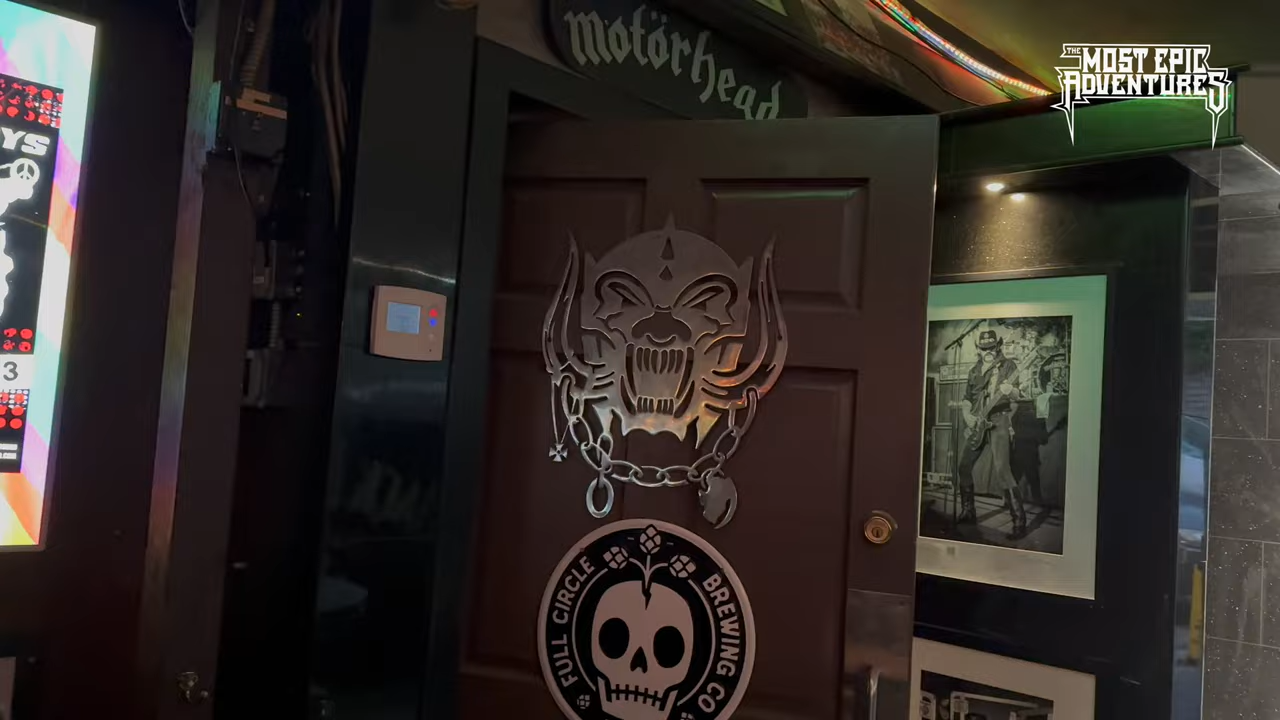 Motörhead
THE
MOST EPIC
ADVENTURES
YS
3
FULL CIRCLE BREWING CO